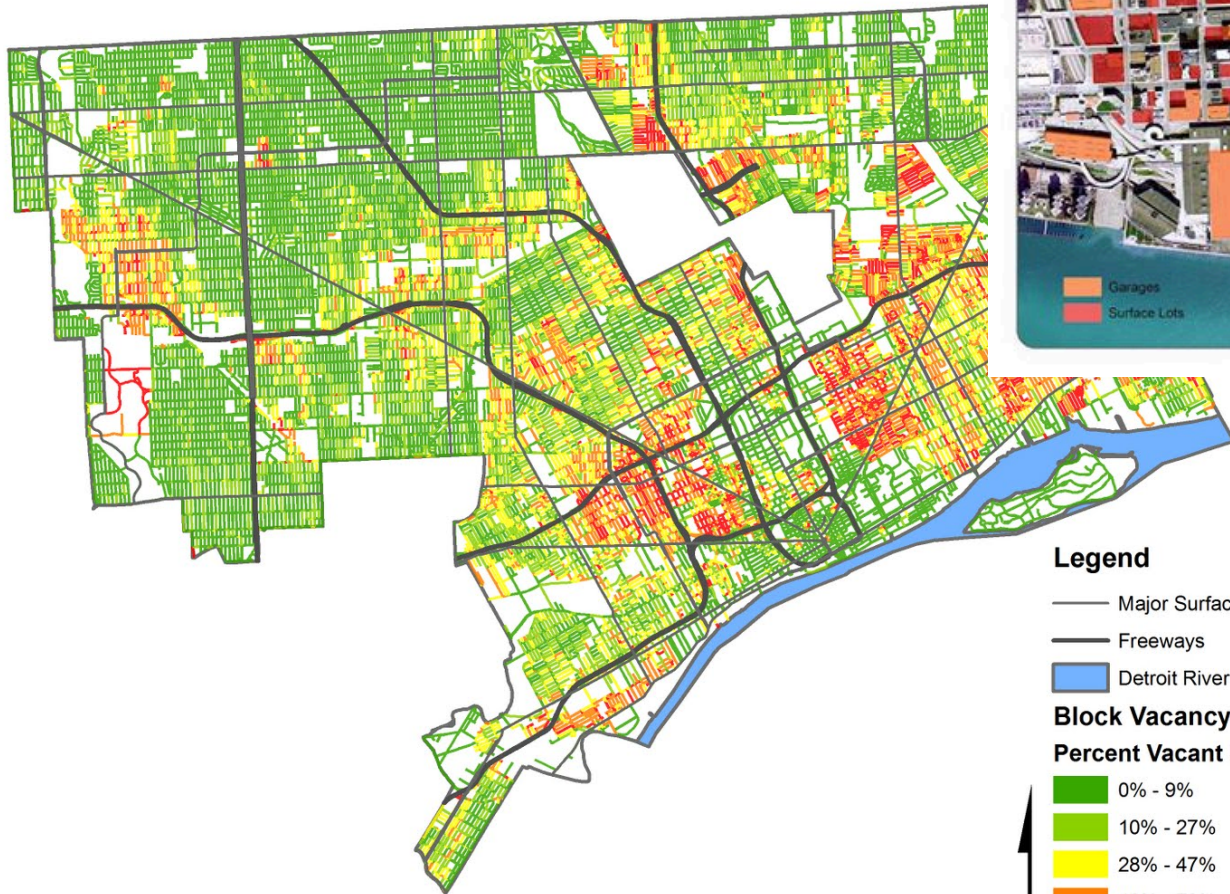 Garages
Surface Lots
Legend
Major Surfac
Freeways
Detroit River
Block Vacancy
Percent Vacant
0% - 9%
10% - 27%
28% - 47%